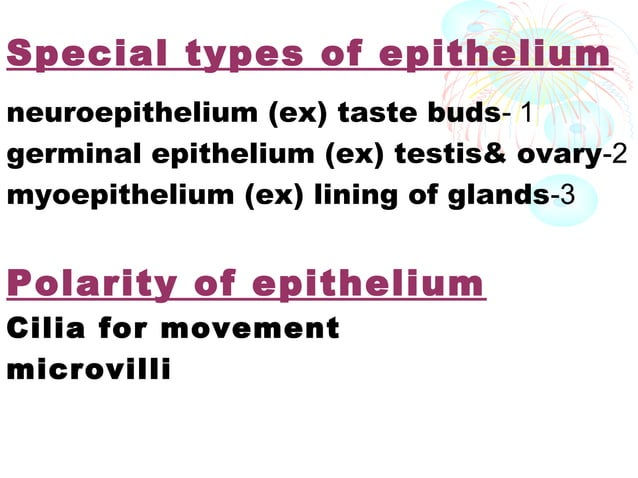 Special types of epithelium
neuroepithelium (ex) taste buds- 1
germinal epithelium (ex) testis& ovary-2
myoepithelium (ex) lining of glands-3
Polarity of epithelium
Cilia for movement
microvilli